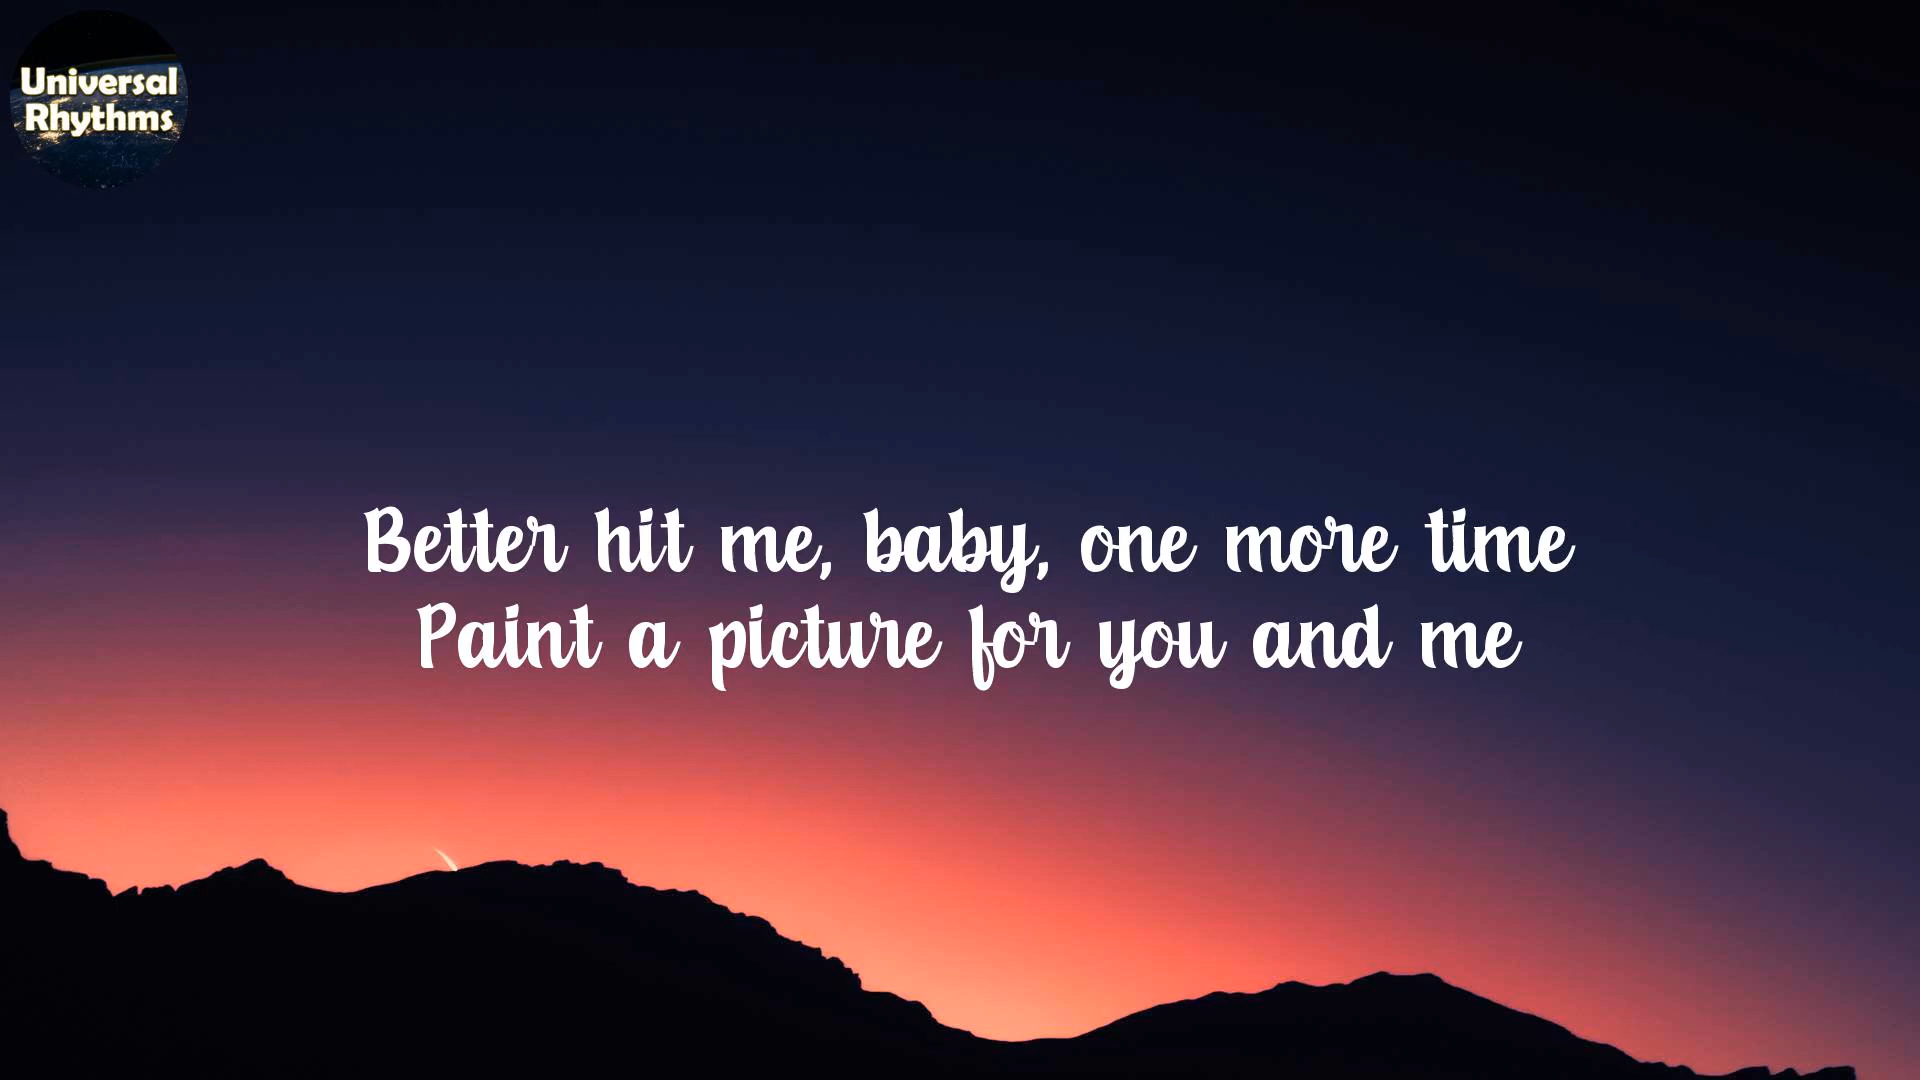 Universal
Rhythms
Better hit me, baby, one more time
Paint a picture for you and me